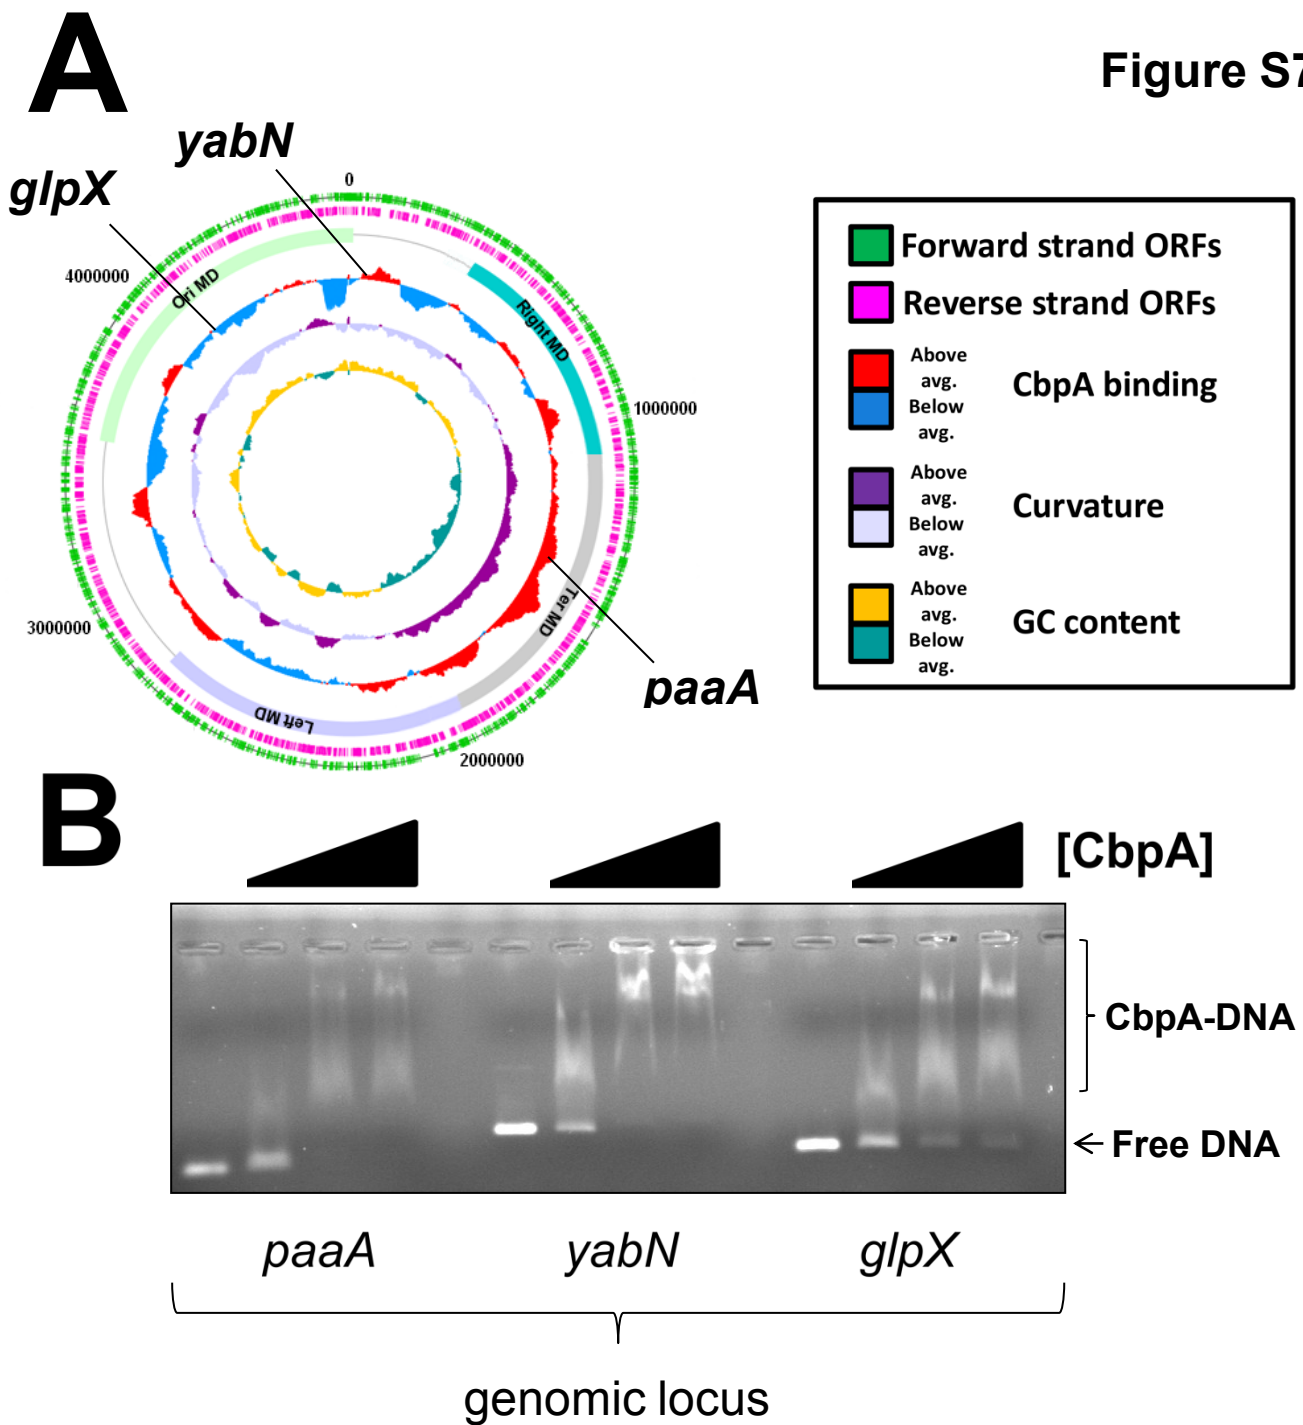 A
Figure S7
yabN
glpX
0
4000000
Ori MD
Right MD
1000000
Ter MD
paaA
3000000
Left MD
2000000
Forward strand ORFs
Reverse strand ORFs
Above
avg.
Below
avg.
CbpA binding
Above
avg.
Below
avg.
Curvature
Above
avg.
Below
avg.
GC content
B
[CbpA]
CbpA-DNA
Free DNA
paaA
yabN
glpX
genomic locus